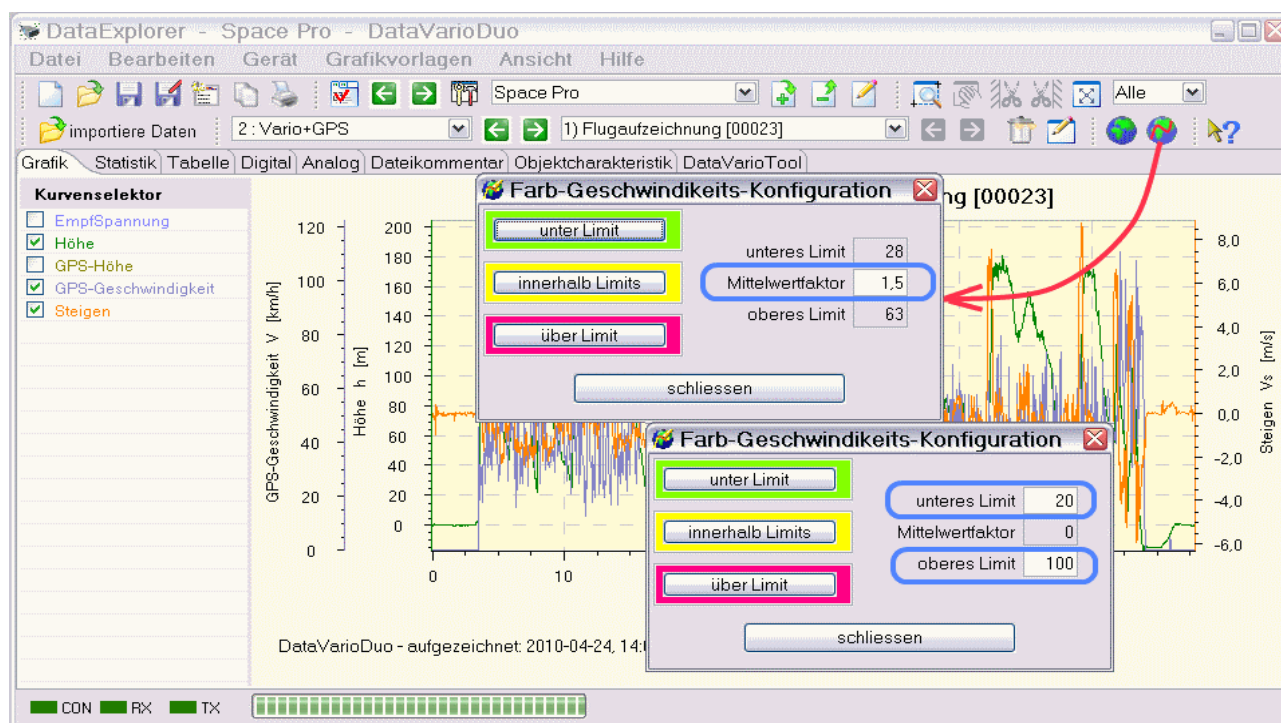 DataExplorer - Space Pro - DataVarioDuo
Datei Bearbeiten Gerät Grafikvorlagen Ansicht Hilfe
Space Pro
Alle
importiere Daten
2 : Vario+GPS
1) Flugaufzeichnung [00023]
Grafik Statistik Tabelle Digital Analog Dateikommentar Objektcharakteristik DataVarioTool
Kurvenselektor
EmpfSpannung
Höhe
GPS-Höhe
GPS-Geschwindigkeit
Steigen
ng [00023]
GPS-Geschwindigkeit V [km/h]
120
100
80
60
40
20
0
Höhe h [m]
200
180
160
140
120
100
80
60
40
20
0
0
10
8,0
6,0
4,0
2,0
0,0
-2,0
-4,0
-6,0
Steigen Vs [m/s]
Farb-Geschwindikeits-Konfiguration
unter Limit
innerhalb Limits
über Limit
unteres Limit 28
Mittelwertfaktor 1,5
oberes Limit 63
schliessen
Farb-Geschwindikeits-Konfiguration
unter Limit
innerhalb Limits
über Limit
unteres Limit 20
Mittelwertfaktor 0
oberes Limit 100
schliessen
DataVarioDuo - aufgezeichnet: 2010-04-24,
CON RX TX